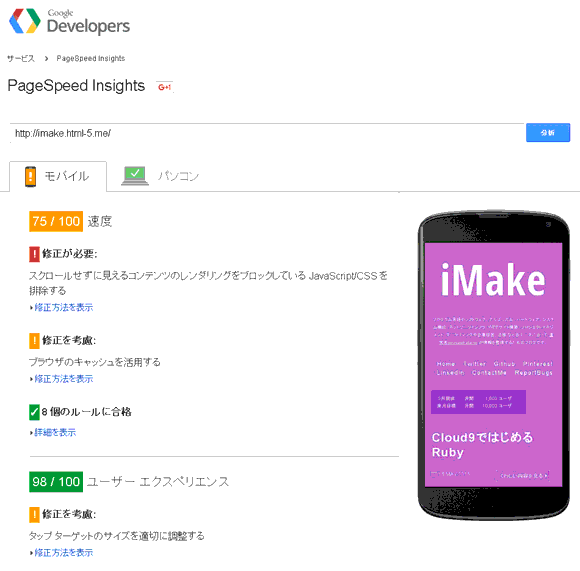 Google
Developers
サービス > PageSpeed Insights
PageSpeed Insights
G+1
http://imake.html-5.me/
分析
モバイル
パソコン
75 / 100 速度
修正が必要:
スクロールせずに見えるコンテンツのレンダリングをブロックしている JavaScript/CSS を
排除する
修正方法を表示
修正を考慮:
ブラウザのキャッシュを活用する
修正方法を表示
8 個のルールに合格
詳細を表示
98 / 100 ユーザー エクスペリエンス
修正を考慮:
タップ ターゲットのサイズを適切に調整する
修正方法を表示
iMake
Home Twitter Github Pinterest
Linkedin ContactMe ReportBugs
Cloud9ではじめる
Ruby